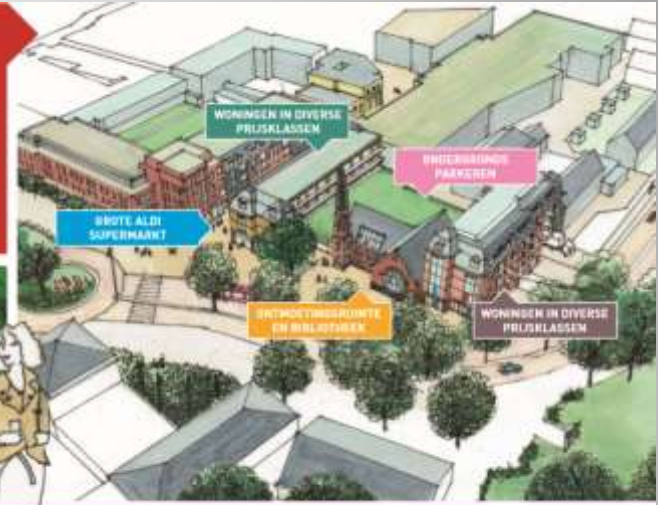 WONINGEN IN DIVERSE
PRIJSKLASSEN
ONDERGRONDS
PARKEREN
GROTE ALDI
SUPERMARKT
ONTMOETINGSRUIMTE
EN BIBLIOTHEEK
WONINGEN IN DIVERSE
PRIJSKLASSEN